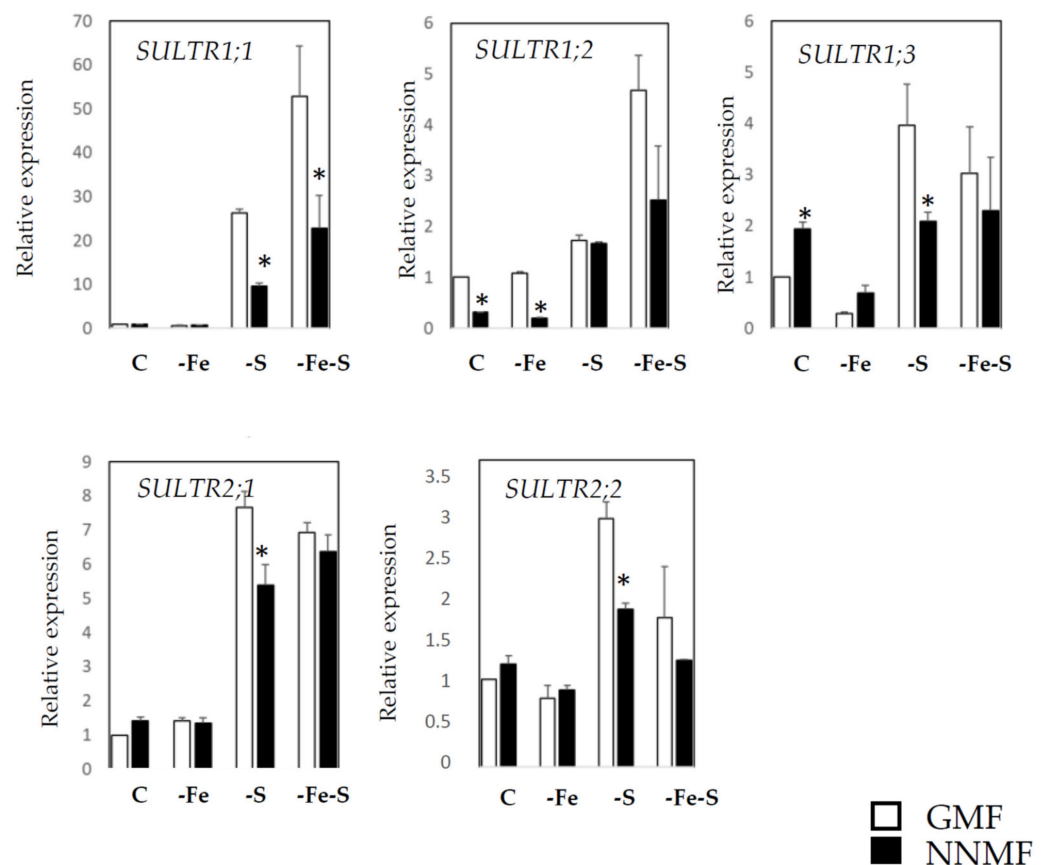 SULTR1;1
Relative expression
70
60
50
40
30
20
10
0
*
*
C -Fe -S -Fe-S
SULTR1;2
Relative expression
6
5
4
3
2
1
0
*
*
C -Fe -S -Fe-S
SULTR1;3
Relative expression
6
5
4
3
2
1
0
*
*
C -Fe -S -Fe-S
SULTR2;1
Relative expression
9
8
7
6
5
4
3
2
1
0
*
C -Fe -S -Fe-S
SULTR2;2
Relative expression
3.5
3
2.5
2
1.5
1
0.5
0
*
C -Fe -S -Fe-S
GMF
NNMF